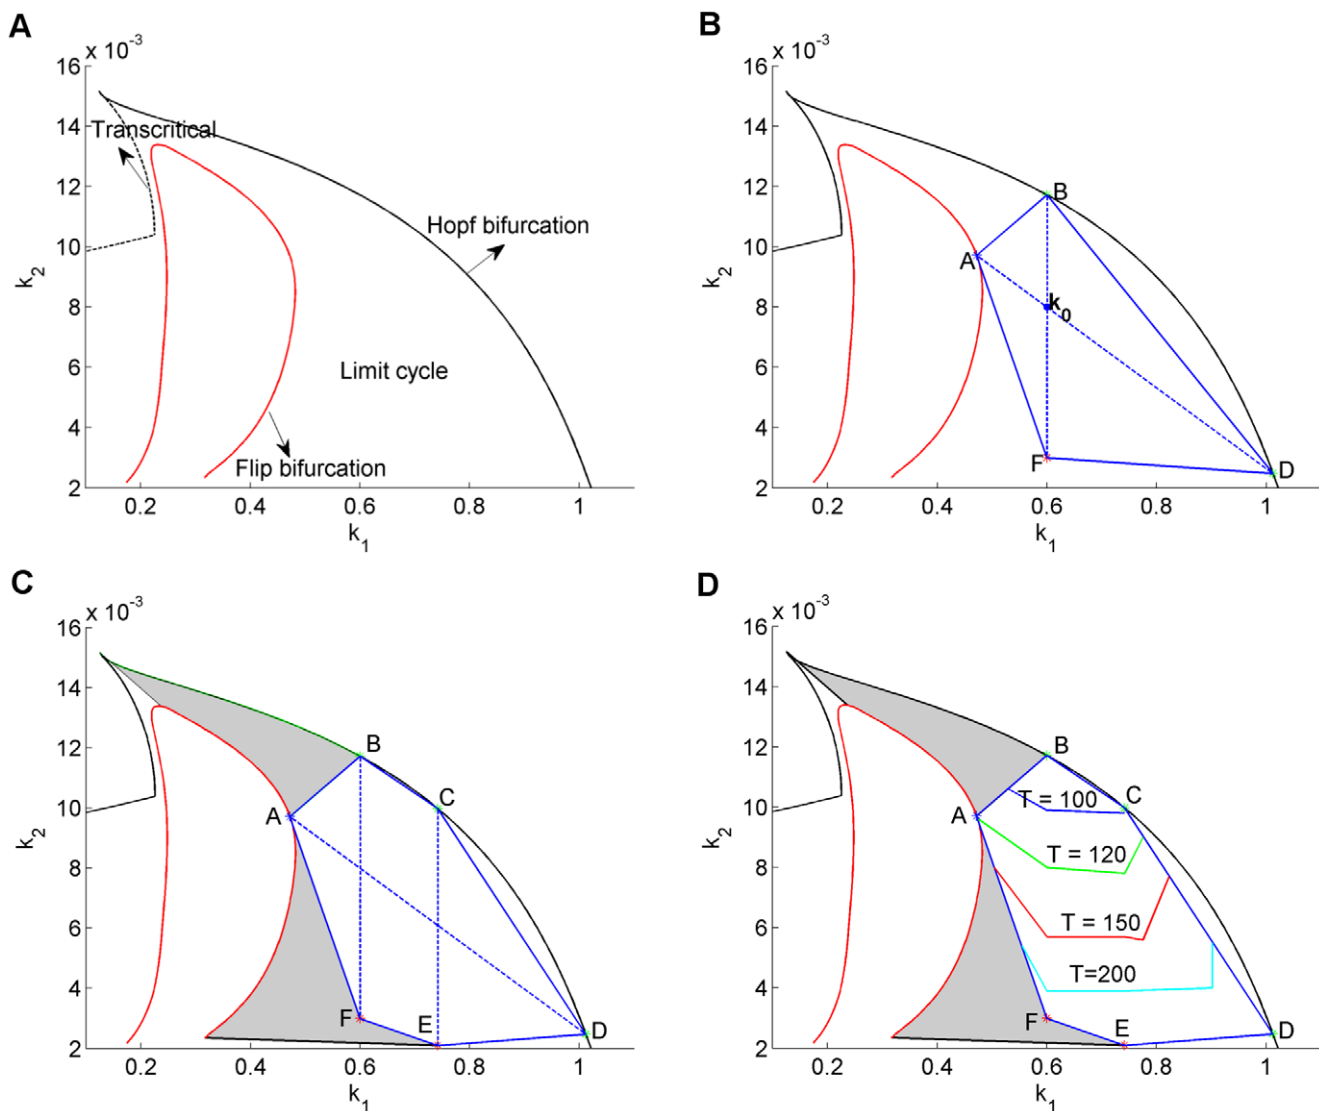 A
x 10-3
16
14
12
10
8
6
4
2
k2
0.2
0.4
0.6
0.8
1
k1
Transcritical
Hopf bifurcation
Limit cycle
Flip bifurcation
B
x 10-3
16
14
12
10
8
6
4
2
k2
0.2
0.4
0.6
0.8
1
k1
B
A
k0
F
D
C
x 10-3
16
14
12
10
8
6
4
2
k2
0.2
0.4
0.6
0.8
1
k1
B
C
A
F
E
D
D
x 10-3
16
14
12
10
8
6
4
2
k2
0.2
0.4
0.6
0.8
1
k1
B
C
T = 100
A
T = 120
T = 150
T=200
F
E
D